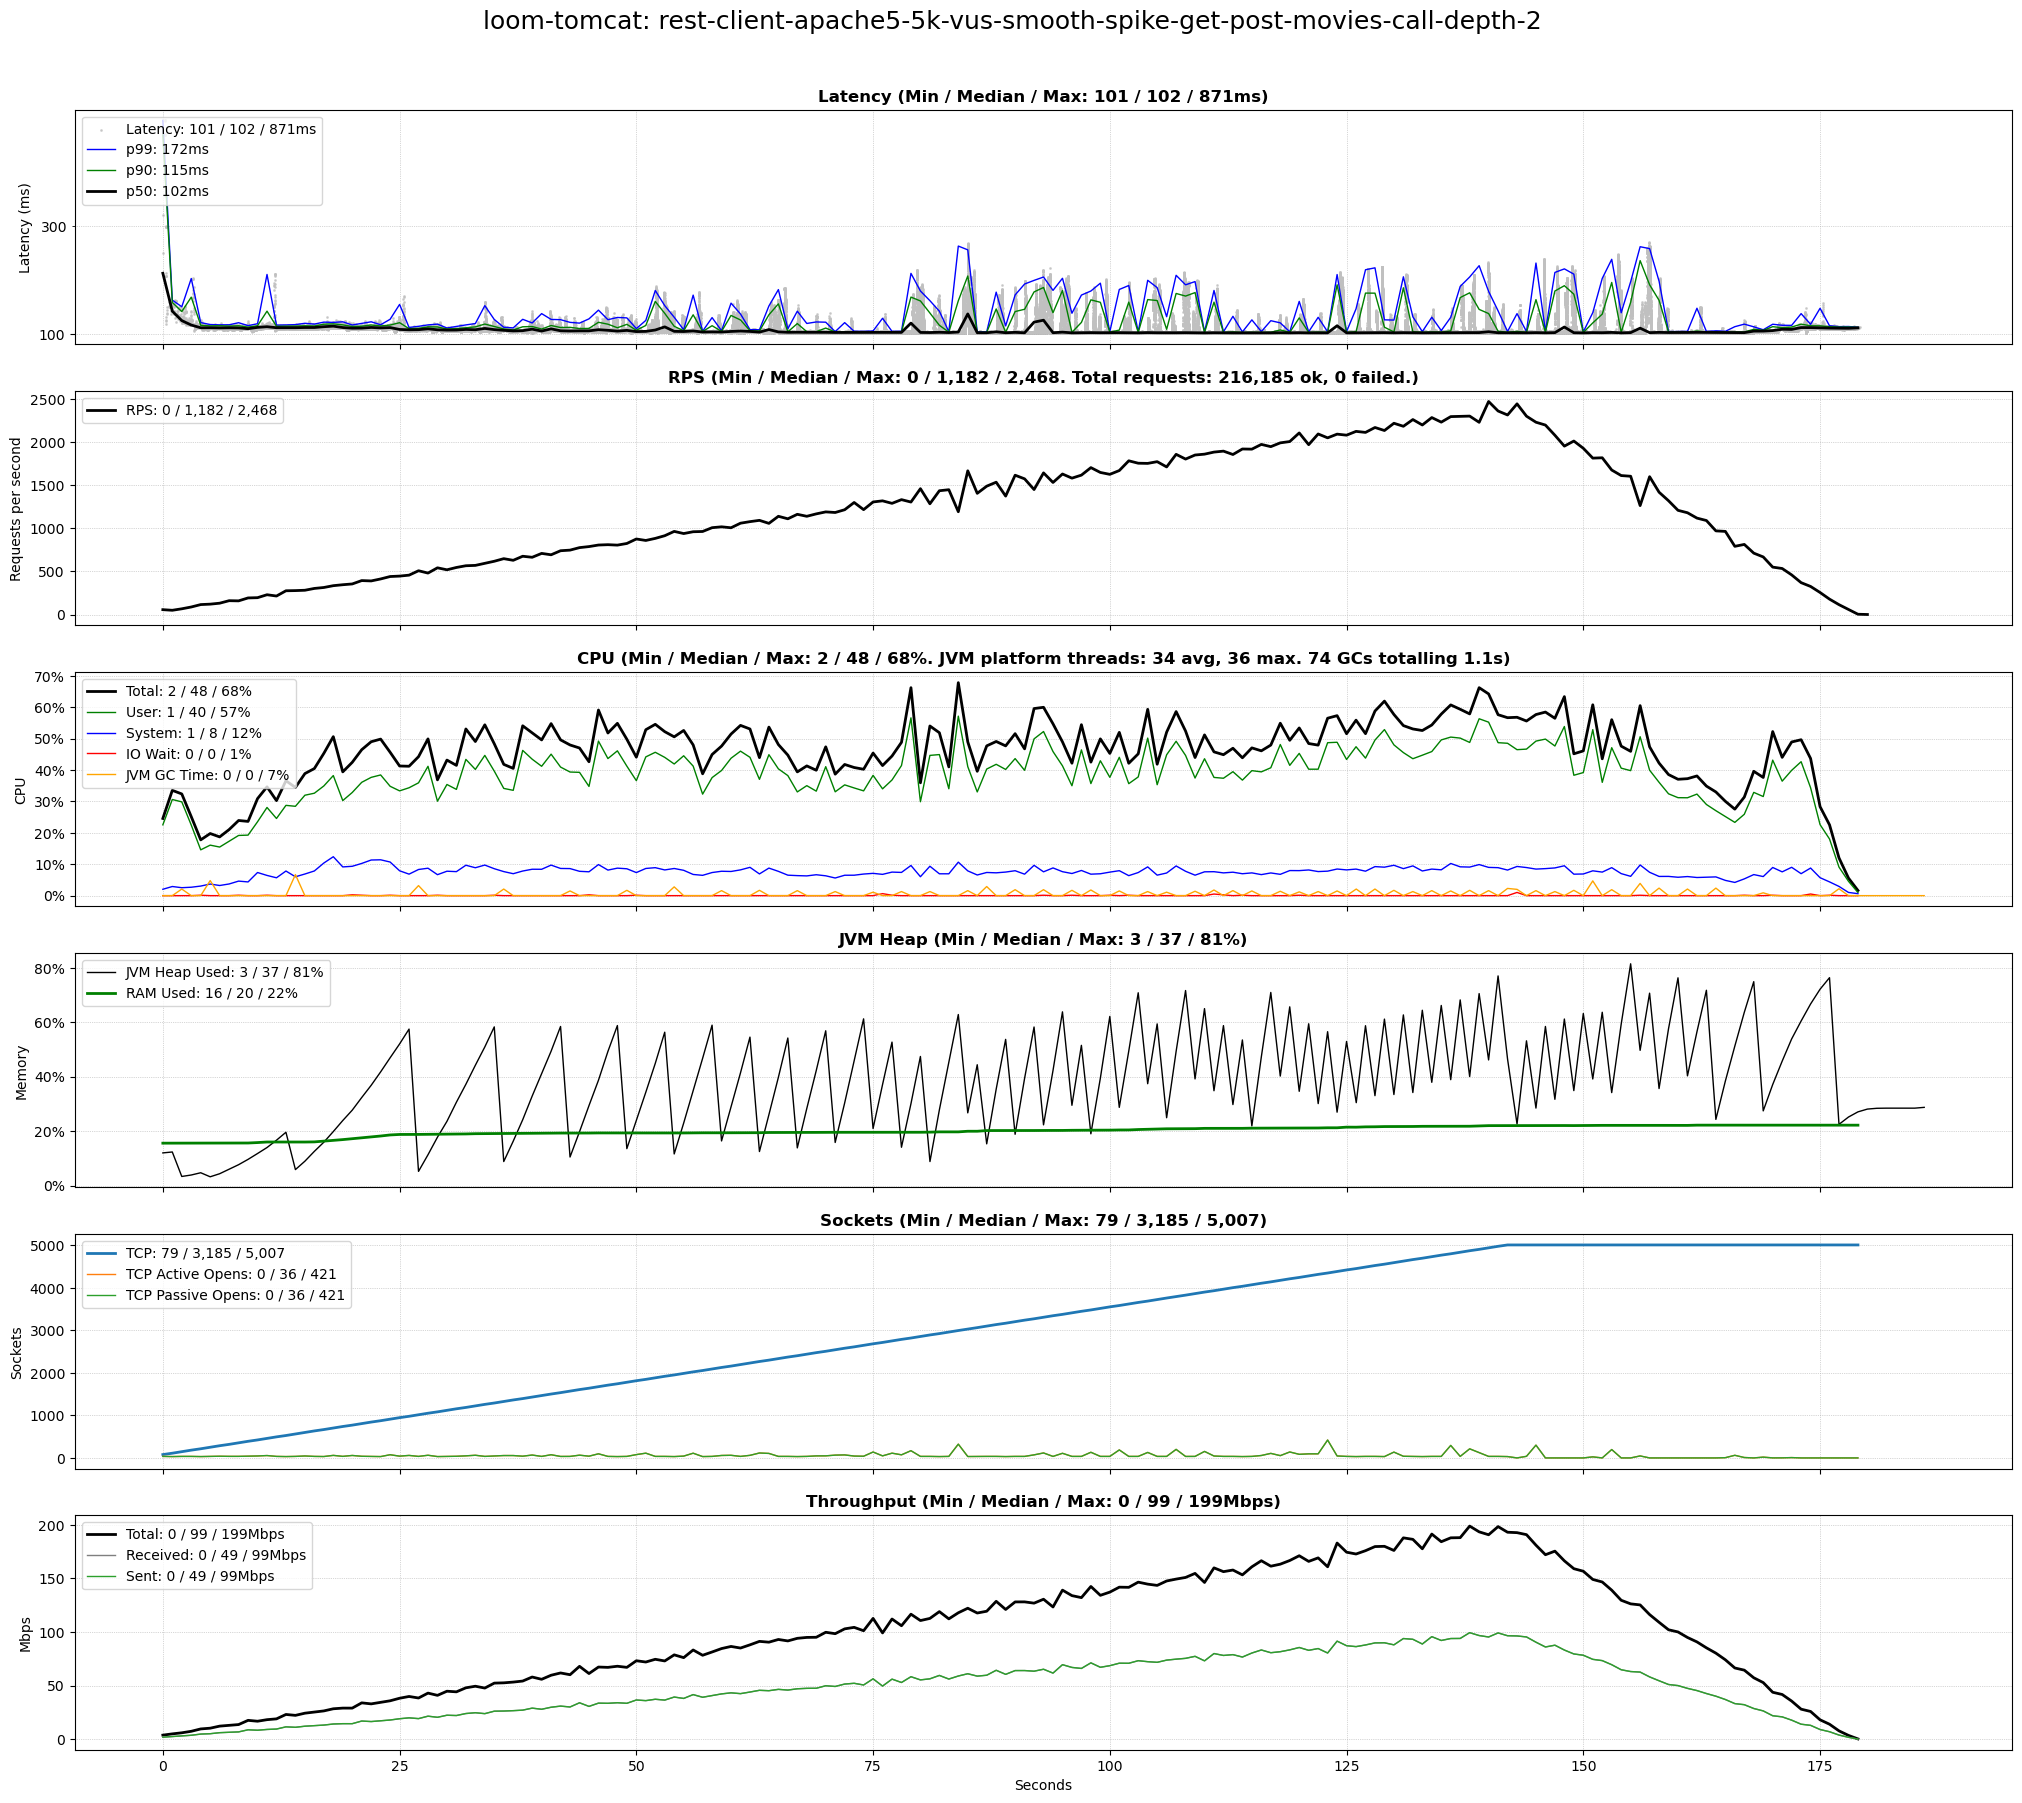 loom-tomcat: rest-client-apache5-5k-vus-smooth-spike-get-post-movies-call-depth-2
Latency (Min / Median / Max: 101 / 102 / 871ms)
Latency: 101 / 102 / 871ms
p99: 172ms
p90: 115ms
p50: 102ms
Latency (ms)
300
100
RPS (Min / Median / Max: 0 / 1,182 / 2,468. Total requests: 216,185 ok, 0 failed.)
RPS: 0 / 1,182 / 2,468
Requests per second
2500
2000
1500
1000
500
0
CPU (Min / Median / Max: 2 / 48 / 68%. JVM platform threads: 34 avg, 36 max. 74 GCs totalling 1.1s)
Total: 2 / 48 / 68%
User: 1 / 40 / 57%
System: 1 / 8 / 12%
IO Wait: 0 / 0 / 1%
JVM GC Time: 0 / 0 / 7%
CPU
70%
60%
50%
40%
30%
20%
10%
0%
JVM Heap (Min / Median / Max: 3 / 37 / 81%)
JVM Heap Used: 3 / 37 / 81%
RAM Used: 16 / 20 / 22%
Memory
80%
60%
40%
20%
0%
Sockets (Min / Median / Max: 79 / 3,185 / 5,007)
TCP: 79 / 3,185 / 5,007
TCP Active Opens: 0 / 36 / 421
TCP Passive Opens: 0 / 36 / 421
Sockets
5000
4000
3000
2000
1000
0
Throughput (Min / Median / Max: 0 / 99 / 199Mbps)
Total: 0 / 99 / 199Mbps
Received: 0 / 49 / 99Mbps
Sent: 0 / 49 / 99Mbps
Mbps
200
150
100
50
0
0 25 50 75 100 125 150 175
Seconds